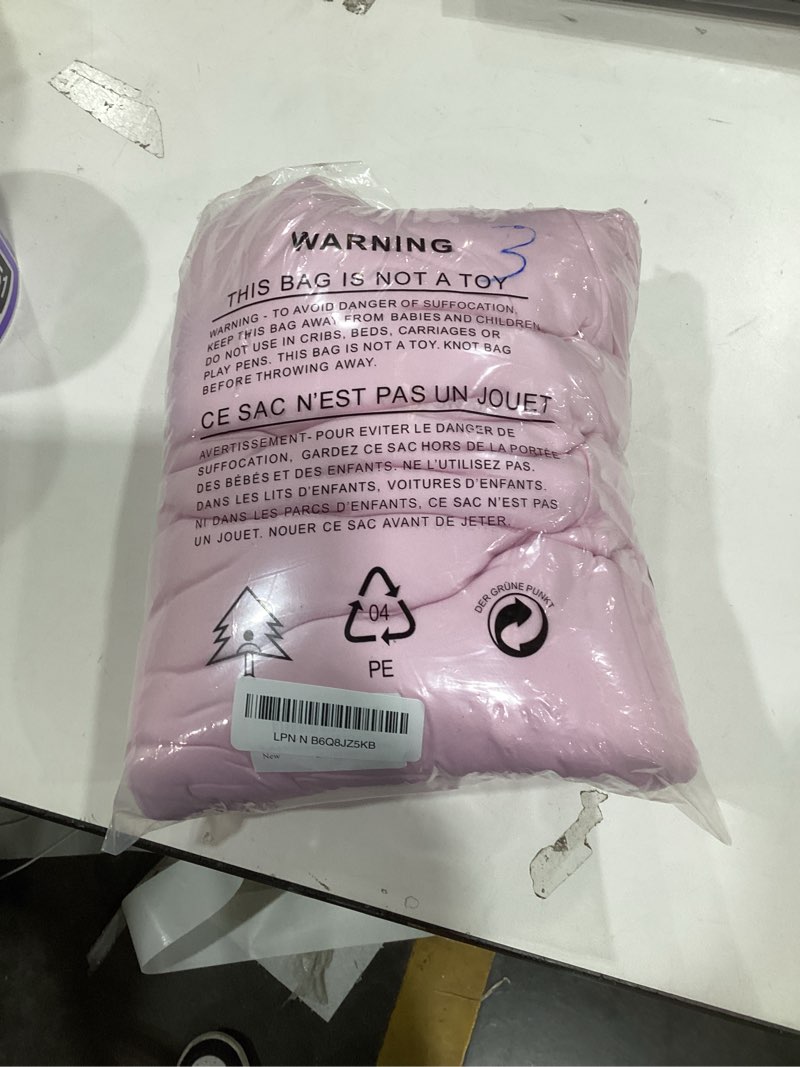 WARNING
3
THIS BAG IS NOT A TOY
WARNING - TO AVOID DANGER OF SUFFOCATION,
KEEP THIS BAG AWAY FROM BABIES AND CHILDREN
DO NOT USE IN CRIBS, BEDS, CARRIAGES OR
PLAY PENS. THIS BAG IS NOT A TOY. KNOT BAG
BEFORE THROWING AWAY.
CE SAC N'EST PAS UN JOUET
AVERTISSEMENT- POUR EVITER LE DANGER DE
SUFFOCATION, GARDEZ CE SAC HORS DE LA PORTEE
DES BÉBÉS ET DES ENFANTS. NE L'UTILISEZ PAS.
DANS LES LITS D'ENFANTS, VOITURES D'ENFANTS.
NI DANS LES PARCS D'ENFANTS, CE SAC N'EST PAS
UN JOUET. NOUER CE SAC AVANT DE JETER.
04
PE
DER GRÜNE PUNKT
LPN N B6Q8JZ5KB
New